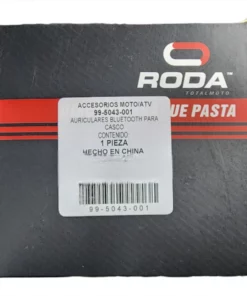 RODA
TOTALMOTO
UE PASTA
ACCESORIOS MOTO/ATV
99-5043-001
AURICULARES BLUETOOTH PARA
CASCO
CONTENIDO:
1 PIEZA
HECHO EN CHINA
99-5043-001